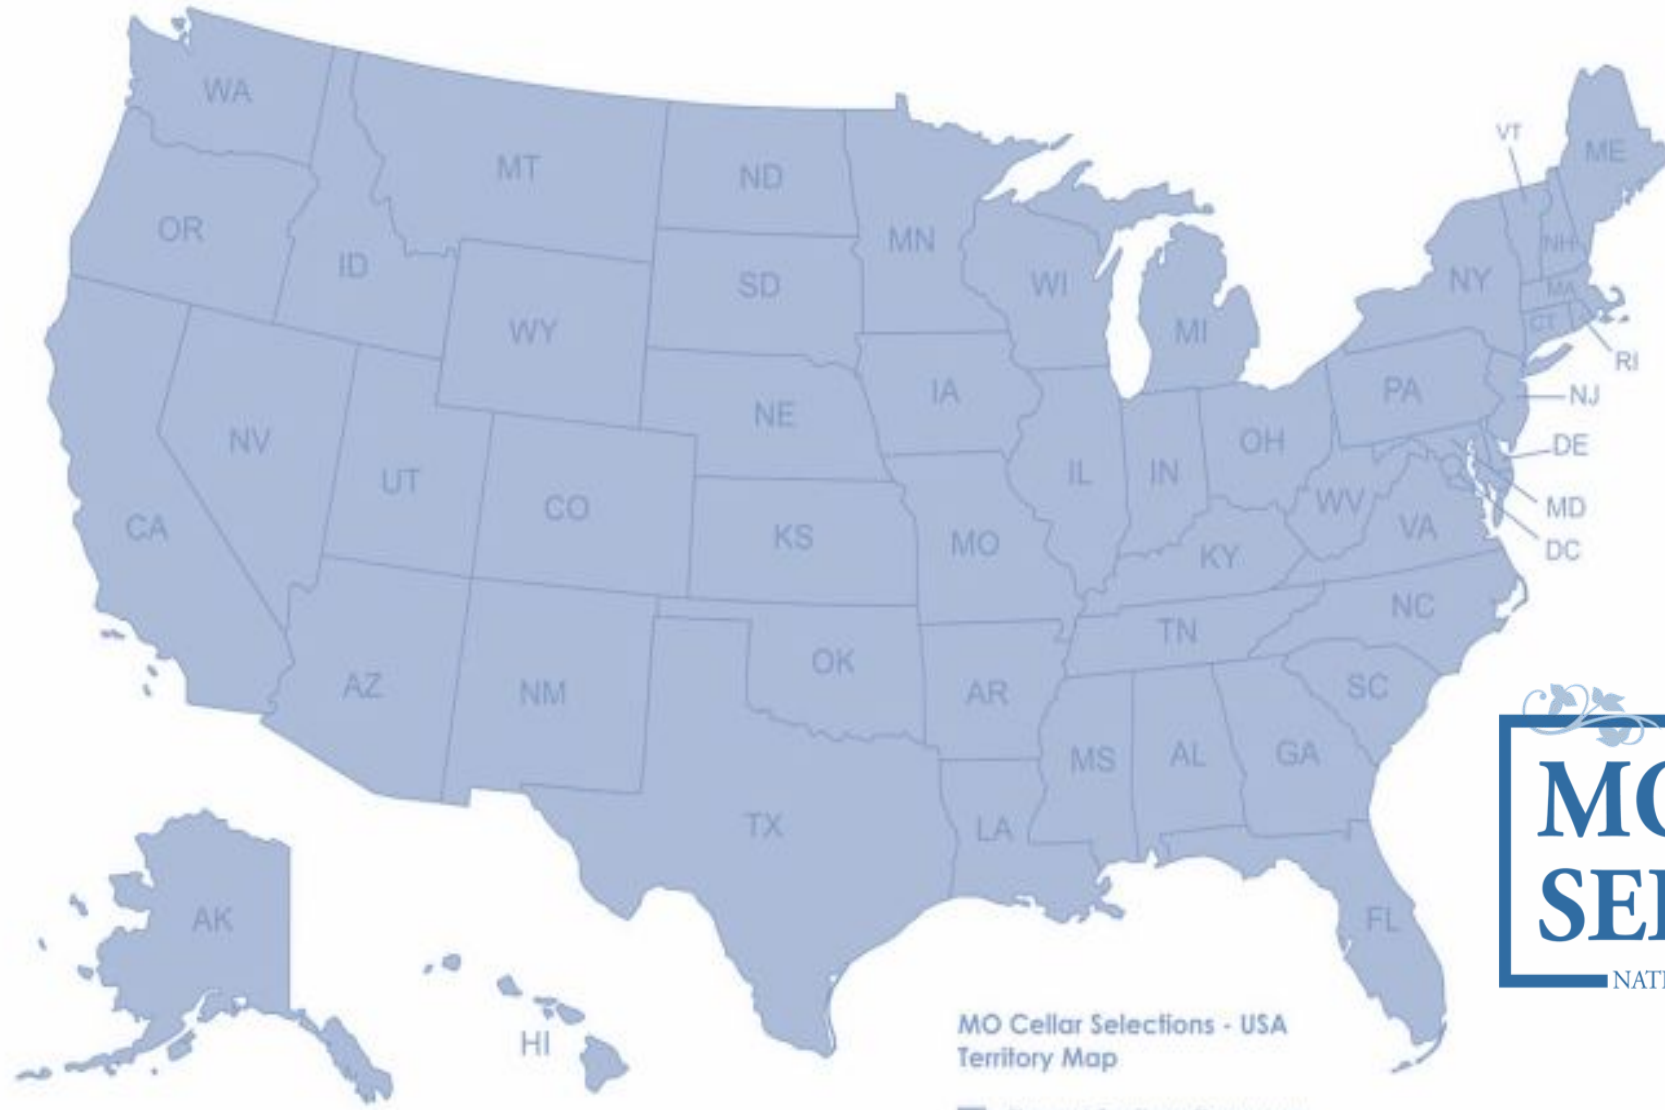 WA
MT
ND
MN
OR
ID
SD
WI
MI
VT
ME
NH
NY
MA
CT
RI
WY
IA
NE
PA
NJ
NV
UT
CO
IL
IN
OH
DE
WV
MD
VA
DC
CA
KS
MO
KY
NC
TN
AZ
NM
OK
AR
SC
MS
AL
GA
TX
LA
FL
AK
HI
SE
NAT
MO Cellar Selections - USA
Territory Map